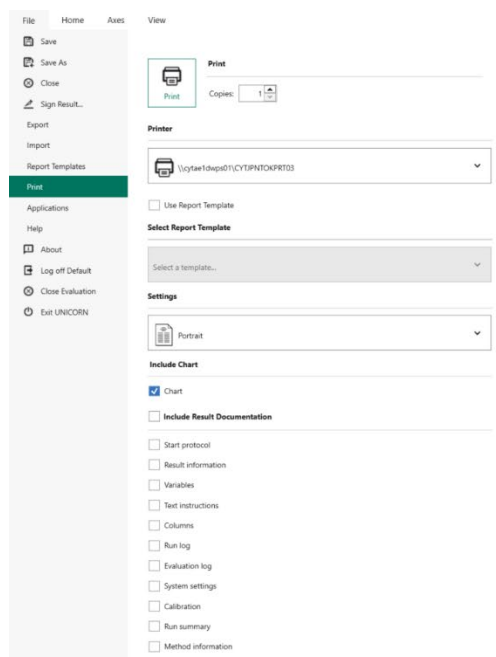 File Home Axes View
Save
Save As
Close
Sign Result...
Export
Import
Report Templates
Print
Applications
Help
About
Log off Default
Close Evaluation
Exit UNICORN
Print
Print
Copies: 1
Printer
\\cytae1dwps01\CYTJPNTOKPRT03
Use Report Template
Select Report Template
Select a template...
Settings
Portrait
Include Chart
Chart
Include Result Documentation
Start protocol
Result information
Variables
Text instructions
Columns
Run log
Evaluation log
System settings
Calibration
Run summary
Method information